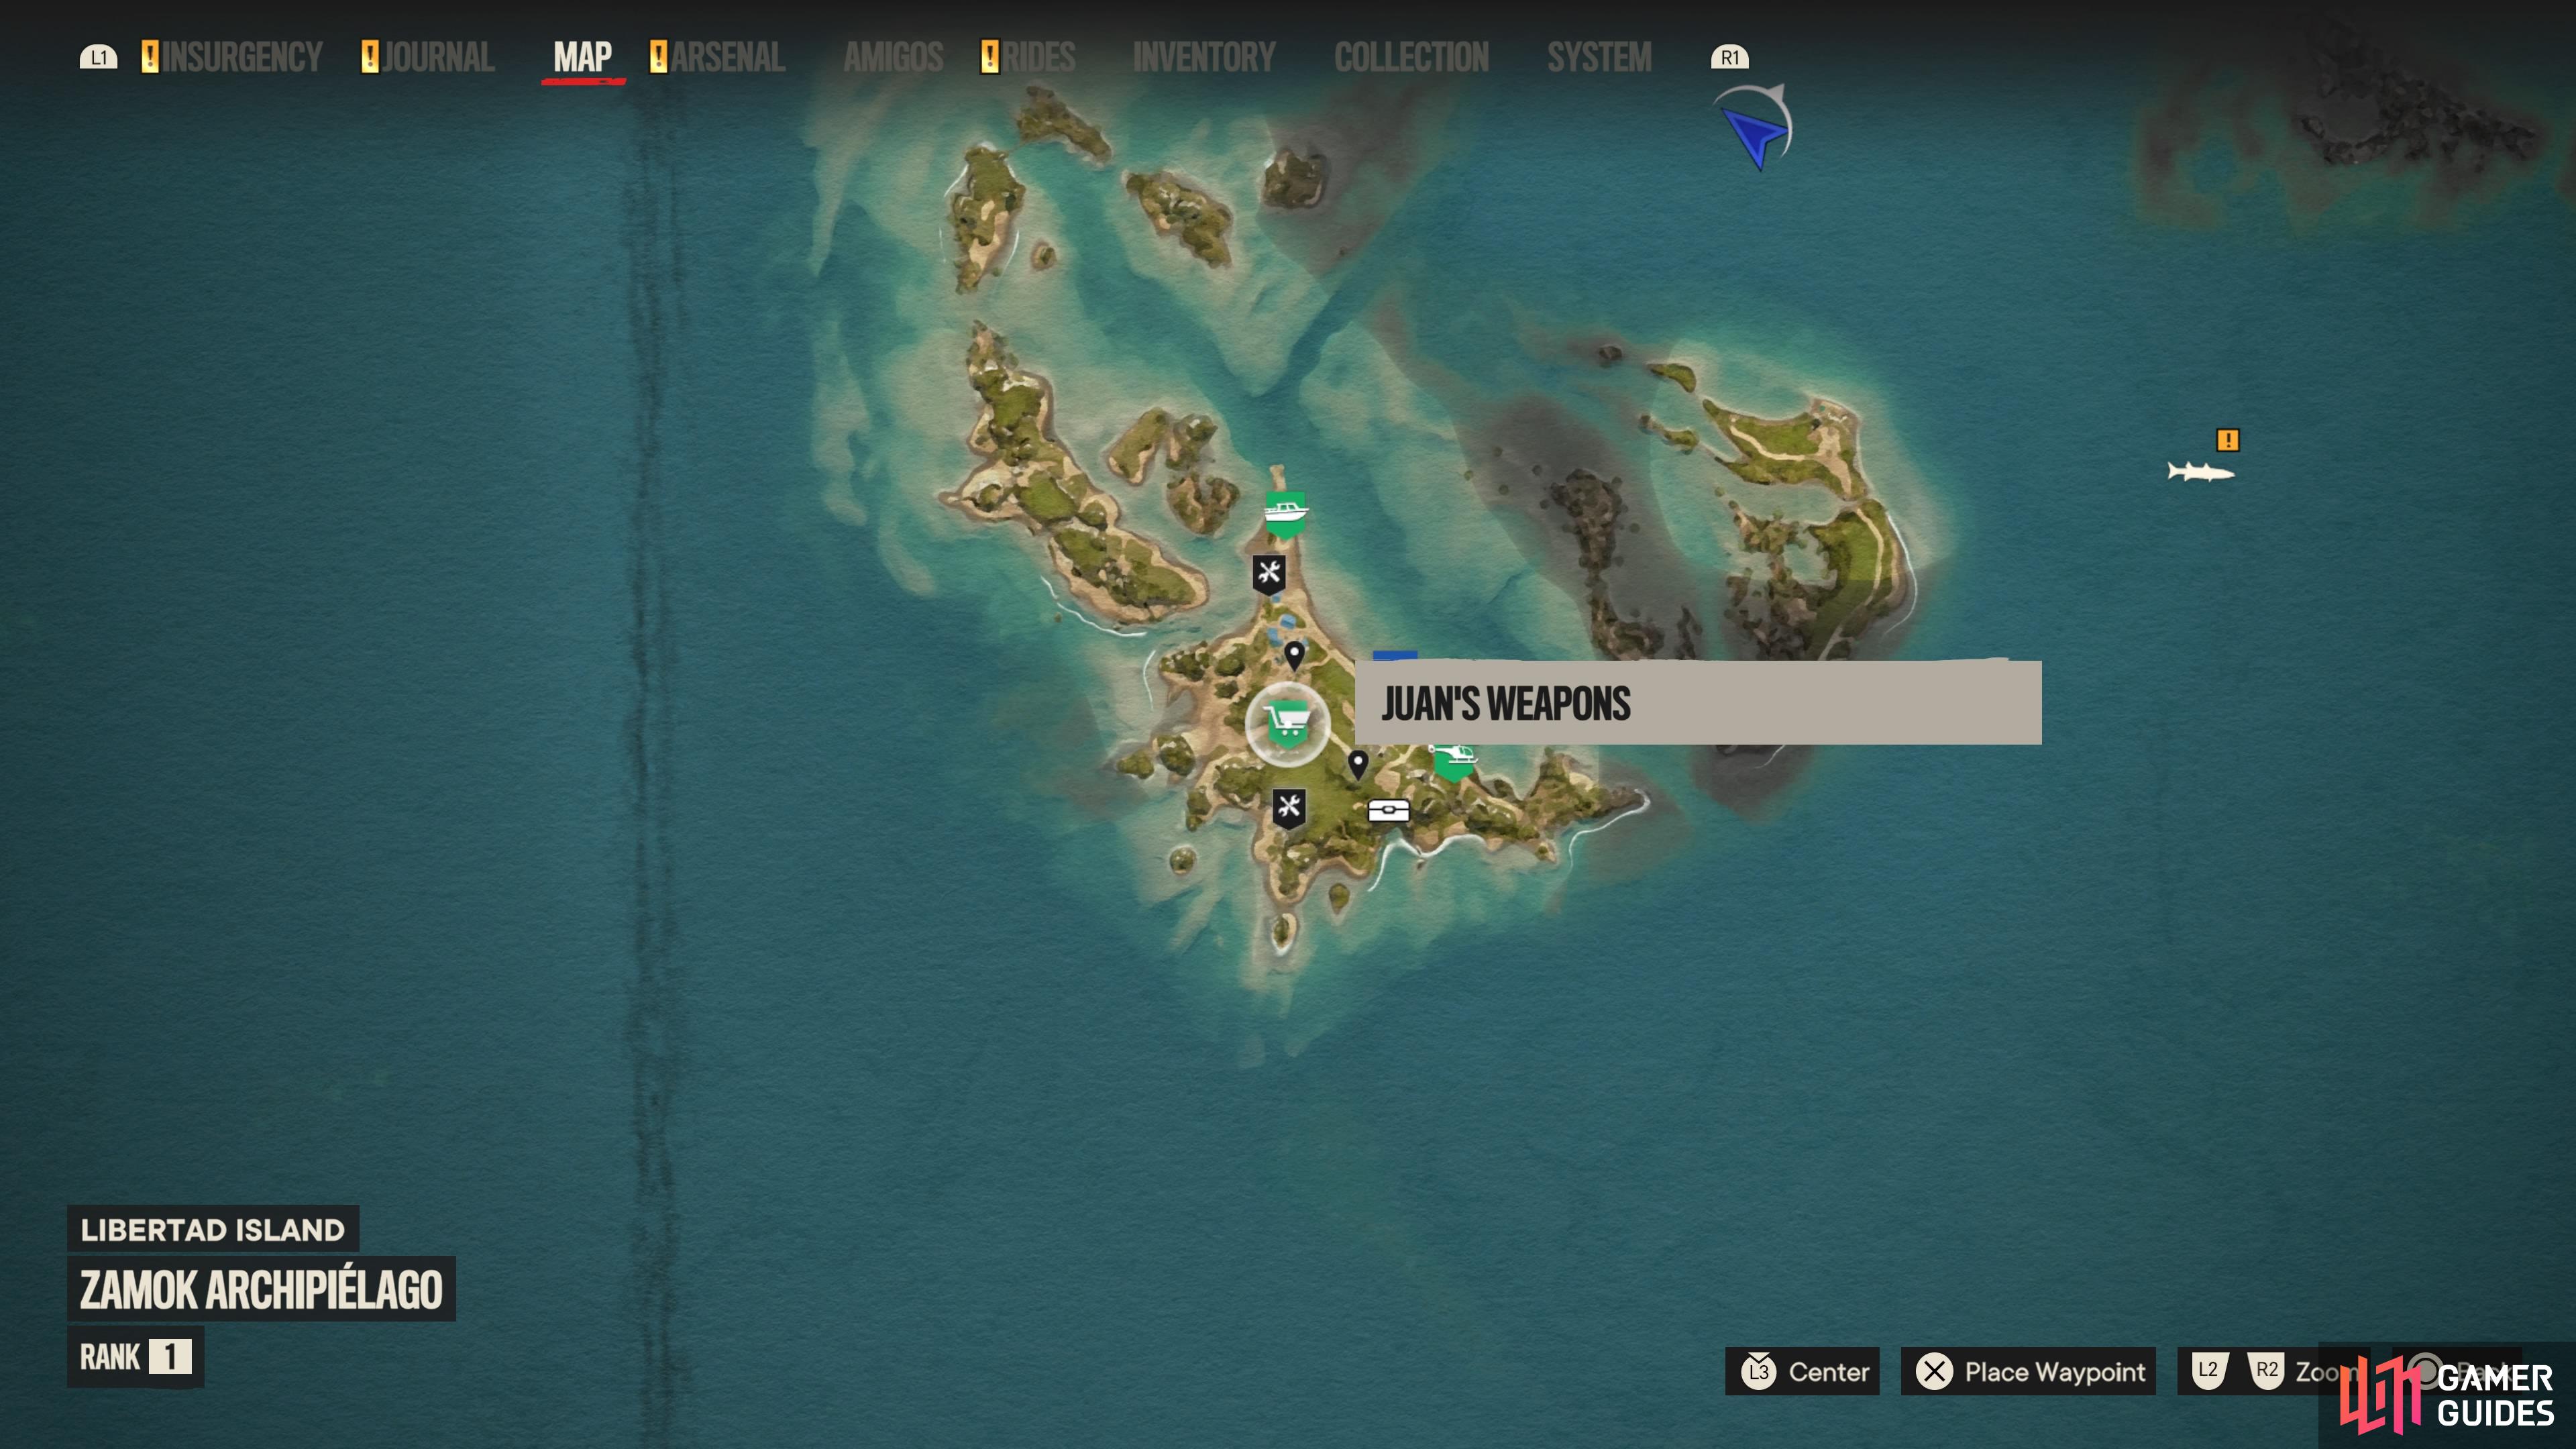 L1 ! INSURGENCY ! JOURNAL MAP ! ARSENAL AMIGOS ! RIDES INVENTORY COLLECTION SYSTEM R1
!
JUAN'S WEAPONS
LIBERTAD ISLAND
ZAMOK ARCHIPIÉLAGO
RANK 1
L3 Center Place Waypoint L2 R2
GAMER
GUIDES